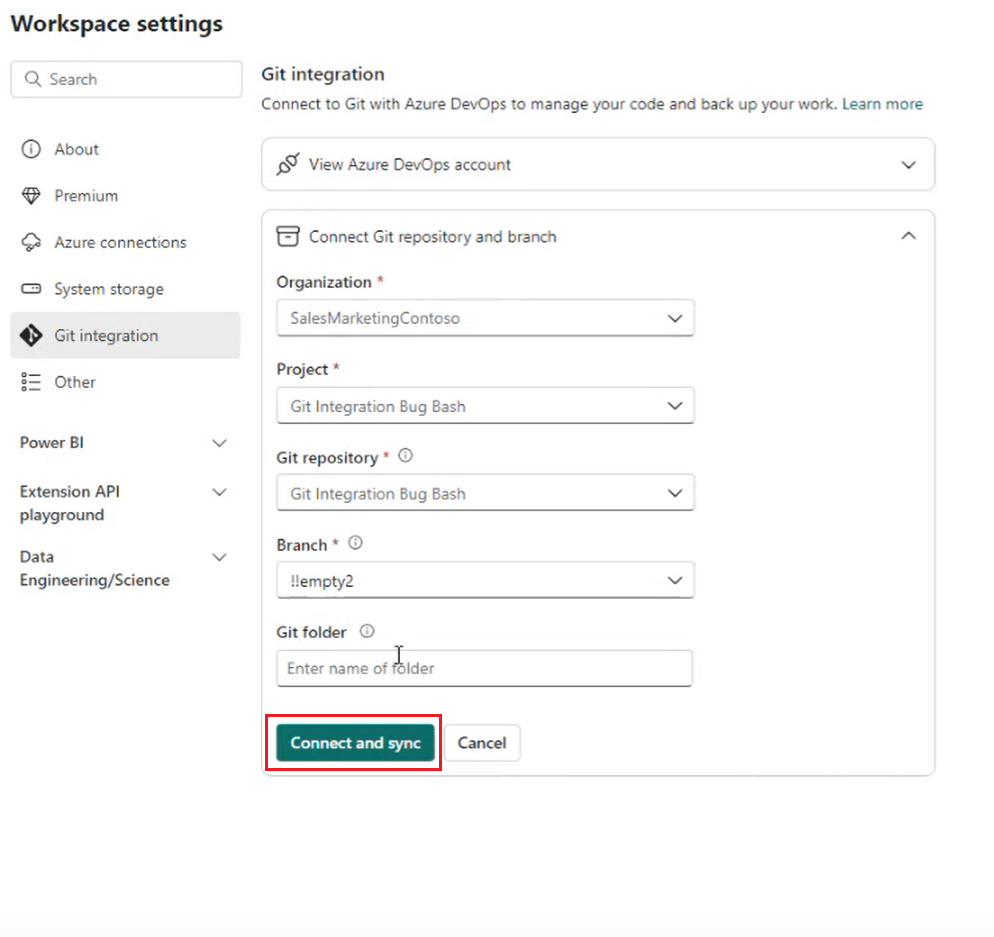 Workspace settings
Search
About
Premium
Azure connections
System storage
Git integration
Other
Power BI
Extension API
playground
Data
Engineering/Science
Git integration
Connect to Git with Azure DevOps to manage your code and back up your work. Learn more
View Azure DevOps account
Connect Git repository and branch
Organization *
SalesMarketingContoso
Project *
Git Integration Bug Bash
Git repository *
Git Integration Bug Bash
Branch *
!!empty2
Git folder
Enter name of folder
Connect and sync
Cancel